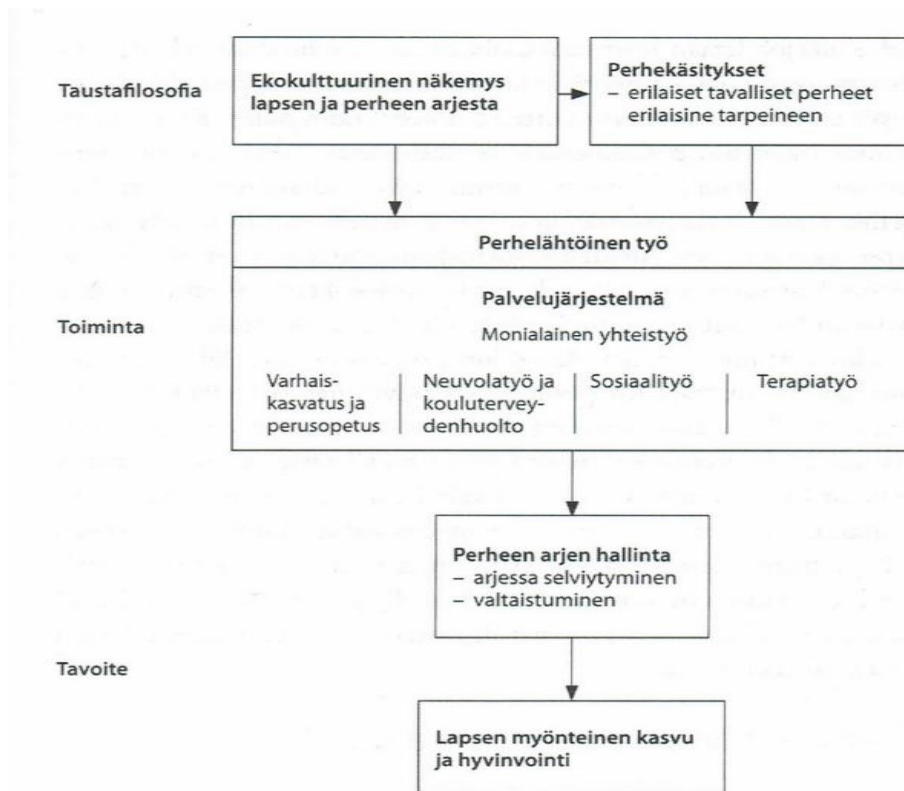 Taustafilosofia
Ekokulttuurinen näkemys
lapsen ja perheen arjesta
Perhekäsitykset
– erilaiset tavalliset perheet
erilaisine tarpeineen
Perhelähtöinen työ
Toiminta
Palvelujärjestelmä
Monialainen yhteistyö
Varhais-
kasvatus ja
perusopetus
Neuvolatyö ja
koulutervey-
denhuolto
Sosiaalityö
Terapiatyö
Perheen arjen hallinta
– arjessa selviytyminen
– valtaistuminen
Tavoite
Lapsen myönteinen kasvu
ja hyvinvointi